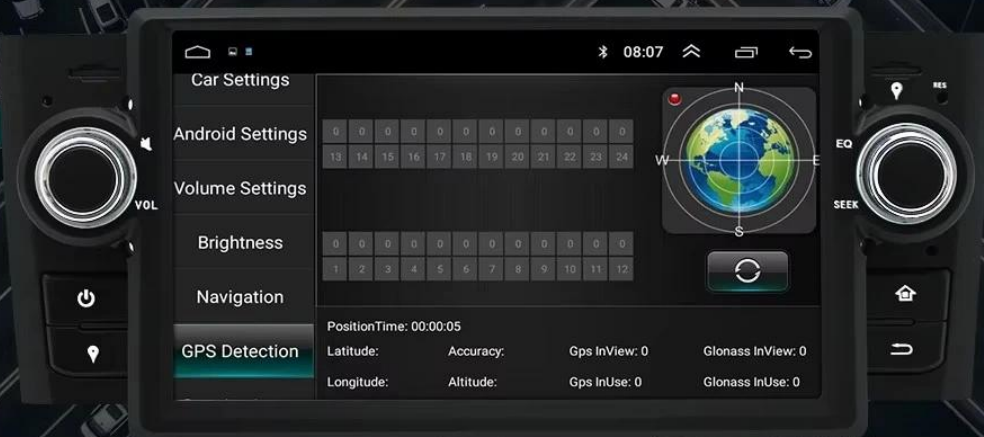 08:07
Car Settings
Android Settings
Volume Settings
Brightness
Navigation
GPS Detection
0 0 0 0 0 0 0 0 0 0 0 0
13 14 15 16 17 18 19 20 21 22 23 24
0 0 0 0 0 0 0 0 0 0 0 0
1 2 3 4 5 6 7 8 9 10 11 12
N
W E
S
PositionTime: 00:00:05
Latitude: Accuracy: Gps InView: 0 Glonass InView: 0
Longitude: Altitude: Gps InUse: 0 Glonass InUse: 0
VOL
RES
EQ
SEEK